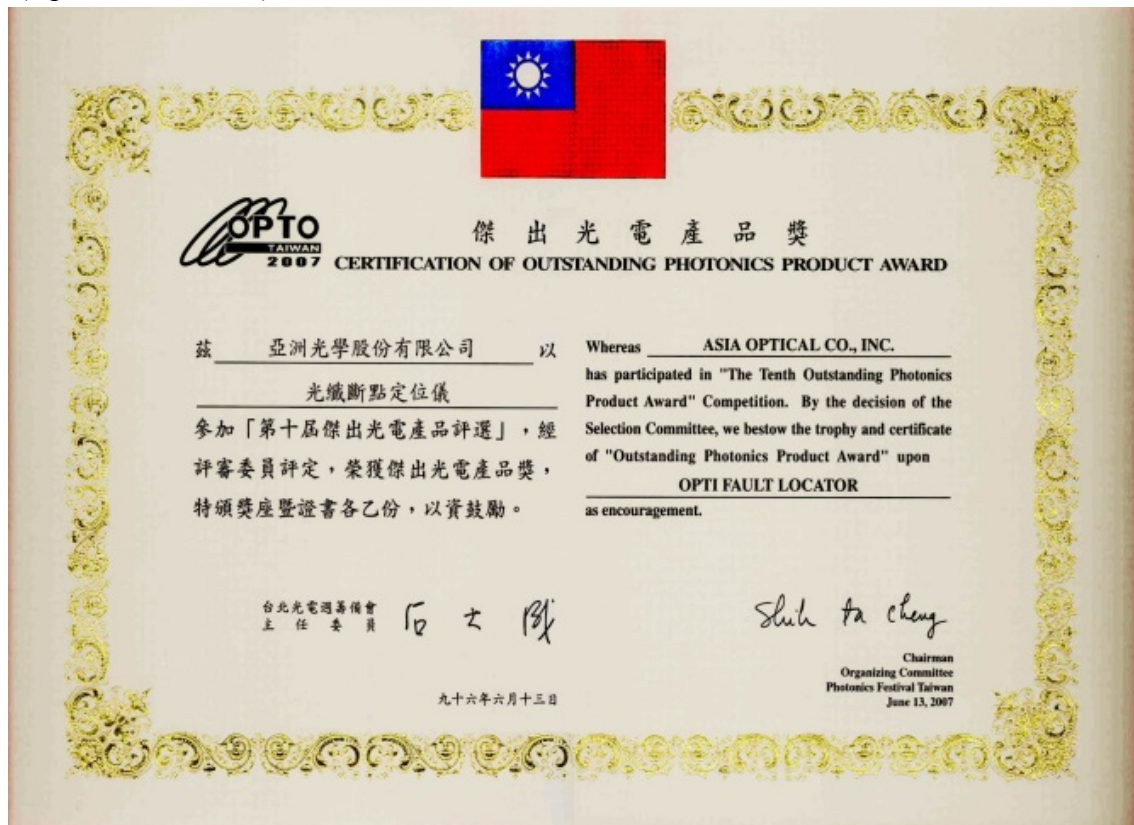 OPTO
TAIWAN
2007
傑出光電產品獎
CERTIFICATION OF OUTSTANDING PHOTONICS PRODUCT AWARD
茲 亞洲光學股份有限公司 以
光纖斷點定位儀
參加「第十屆傑出光電產品評選」,經
評審委員評定,榮獲傑出光電產品獎,
特頒獎座暨證書各乙份,以資鼓勵。
台北光電週籌備會
主任委員
九十六年六月十三日
Whereas ASIA OPTICAL CO., INC.
has participated in "The Tenth Outstanding Photonics
Product Award" Competition. By the decision of the
Selection Committee, we bestow the trophy and certificate
of "Outstanding Photonics Product Award" upon
OPTI FAULT LOCATOR
as encouragement.
Shih ta cheng
Chairman
Organizing Committee
Photonics Festival Taiwan
June 13, 2007